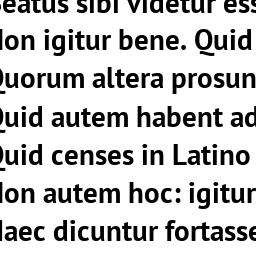 Beatus sibi videtur ess
Non igitur bene. Quid
Quorum altera prosun
Quid autem habent ad
Quid censes in Latino
Non autem hoc: igitur
Haec dicuntur fortasse